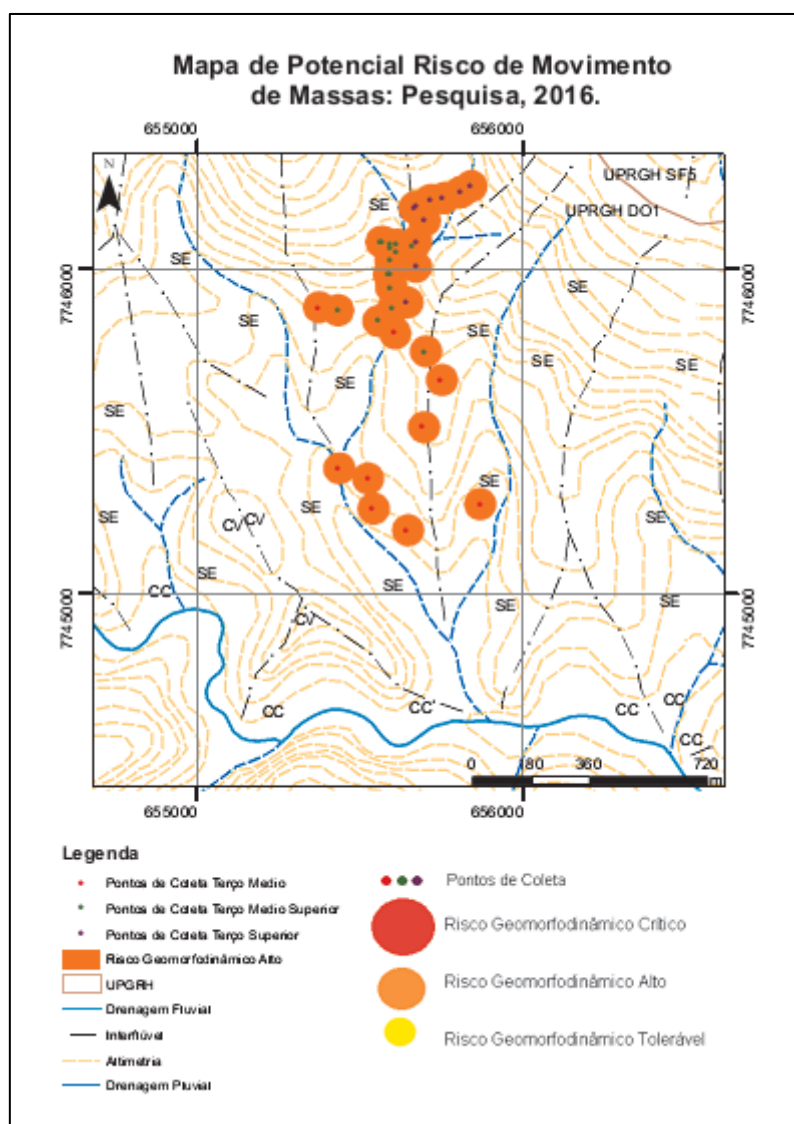 Mapa de Potencial Risco de Movimento
de Massas: Pesquisa, 2016.
655000 656000
N
UPRGH SF5
SE
UPRGH DO1
SE
SE
7746000 7746000
SE
SE
SE
SE
SE
SE
SE
SE
SE
CV CV
SE
SE
SE
CC
SE
SE
SE
7745000 7745000
CV
CC
CC
CC
CC
CC
0 180 360 720
m
655000 656000
Legenda
Pontos de Coleta Terço Medio
Pontos de Coleta Terço Medio Superior
Pontos de Coleta Terço Superior
Risco Geomorfodinâmico Alto
UPGRH
Drenagem Fluvial
Interflúvel
Altimetria
Drenagem Pluvial
Pontos de Coleta
Risco Geomorfodinâmico Crítico
Risco Geomorfodinâmico Alto
Risco Geomorfodinâmico Tolerável